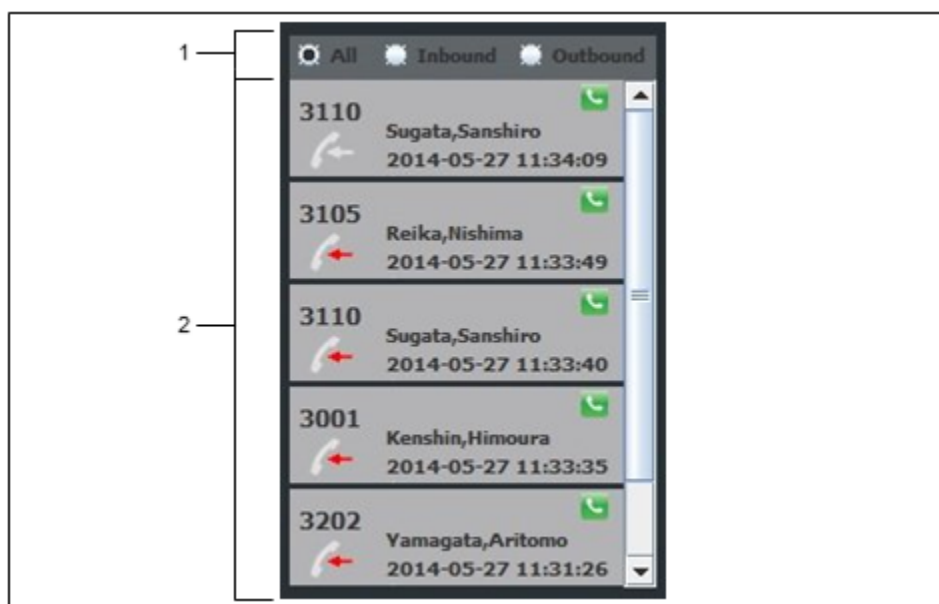 1
All Inbound Outbound
2
3110
Sugata,Sanshiro
2014-05-27 11:34:09
3105
Reika,Nishima
2014-05-27 11:33:49
3110
Sugata,Sanshiro
2014-05-27 11:33:40
3001
Kenshin,Himoura
2014-05-27 11:33:35
3202
Yamagata,Aritomo
2014-05-27 11:31:26